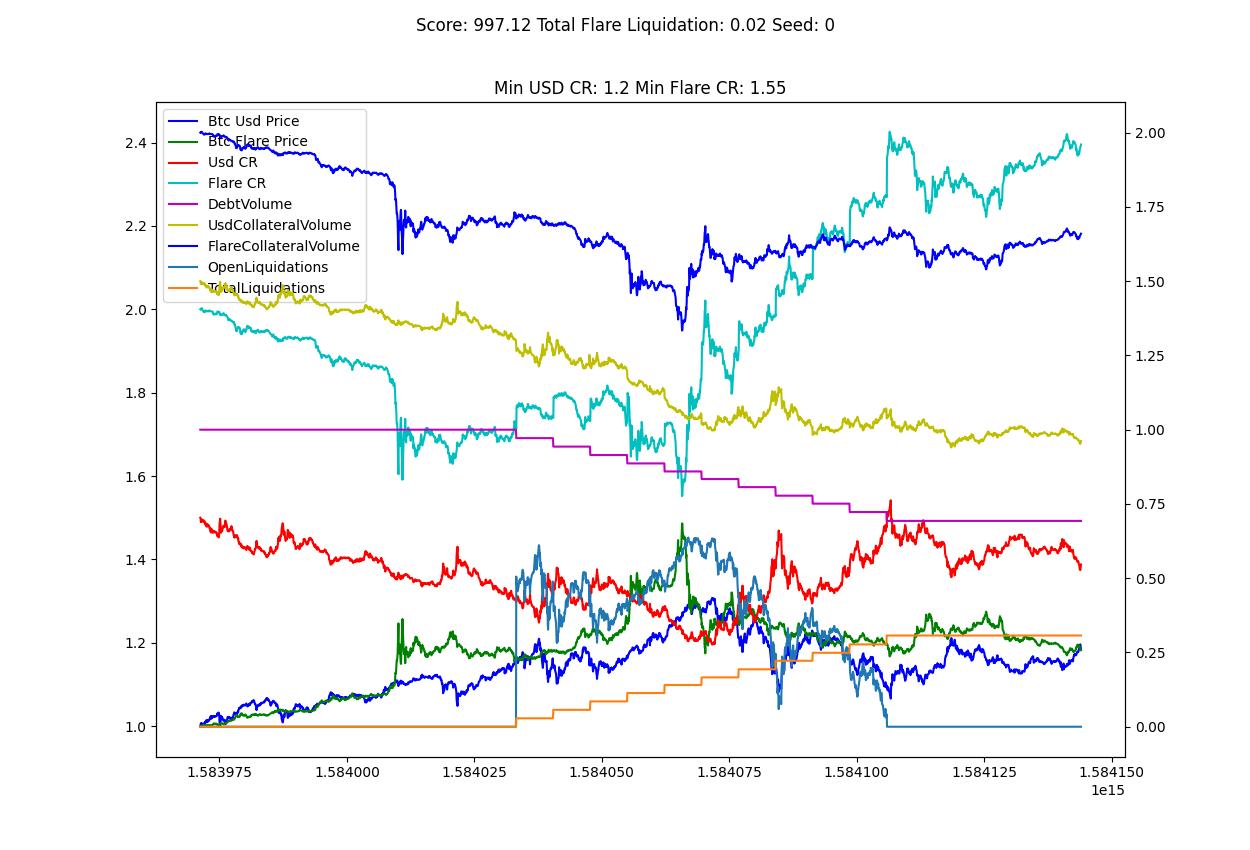 Score: 997.12 Total Flare Liquidation: 0.02 Seed: 0
Min USD CR: 1.2 Min Flare CR: 1.55
Btc Usd Price
Btc Flare Price
Usd CR
Flare CR
DebtVolume
UsdCollateralVolume
FlareCollateralVolume
OpenLiquidations
TotalLiquidations
2.4
2.2
2.0
1.8
1.6
1.4
1.2
1.0
2.00
1.75
1.50
1.25
1.00
0.75
0.50
0.25
0.00
1.583975 1.584000 1.584025 1.584050 1.584075 1.584100 1.584125 1.584150
1e15